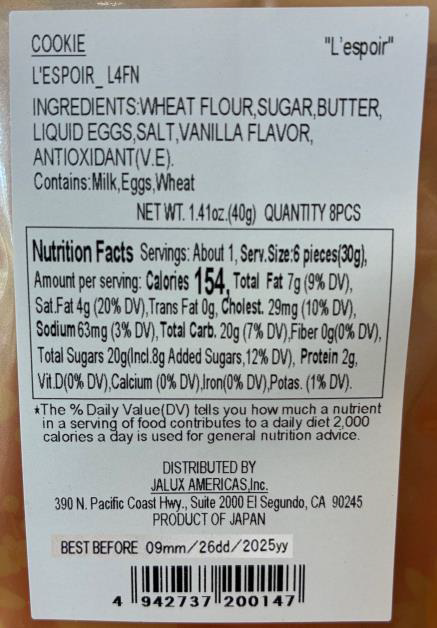 COOKIE "L'espoir"
L'ESPOIR_L4FN
INGREDIENTS:WHEAT FLOUR,SUGAR,BUTTER,
LIQUID EGGS,SALT,VANILLA FLAVOR,
ANTIOXIDANT(V.E).
Contains:Milk,Eggs,Wheat
NET WT. 1.41oz.(40g) QUANTITY 8PCS
Nutrition Facts Servings: About 1, Serv.Size:6 pieces(30g),
Amount per serving: Calories 154, Total Fat 7g (9% DV),
Sat.Fat 4g (20% DV),Trans Fat 0g, Cholest. 29mg (10% DV),
Sodium 63mg (3% DV), Total Carb. 20g (7% DV),Fiber 0g(0% DV),
Total Sugars 20g(Incl.8g Added Sugars,12% DV), Protein 2g,
Vit.D(0% DV),Calcium (0% DV),Iron(0% DV),Potas. (1% DV).
*The % Daily Value(DV) tells you how much a nutrient
in a serving of food contributes to a daily diet 2,000
calories a day is used for general nutrition advice.
DISTRIBUTED BY
JALUX AMERICAS,Inc.
390 N. Pacific Coast Hwy., Suite 2000 El Segundo, CA 90245
PRODUCT OF JAPAN
BEST BEFORE 09mm/26dd/2025yy
4 942737 200147